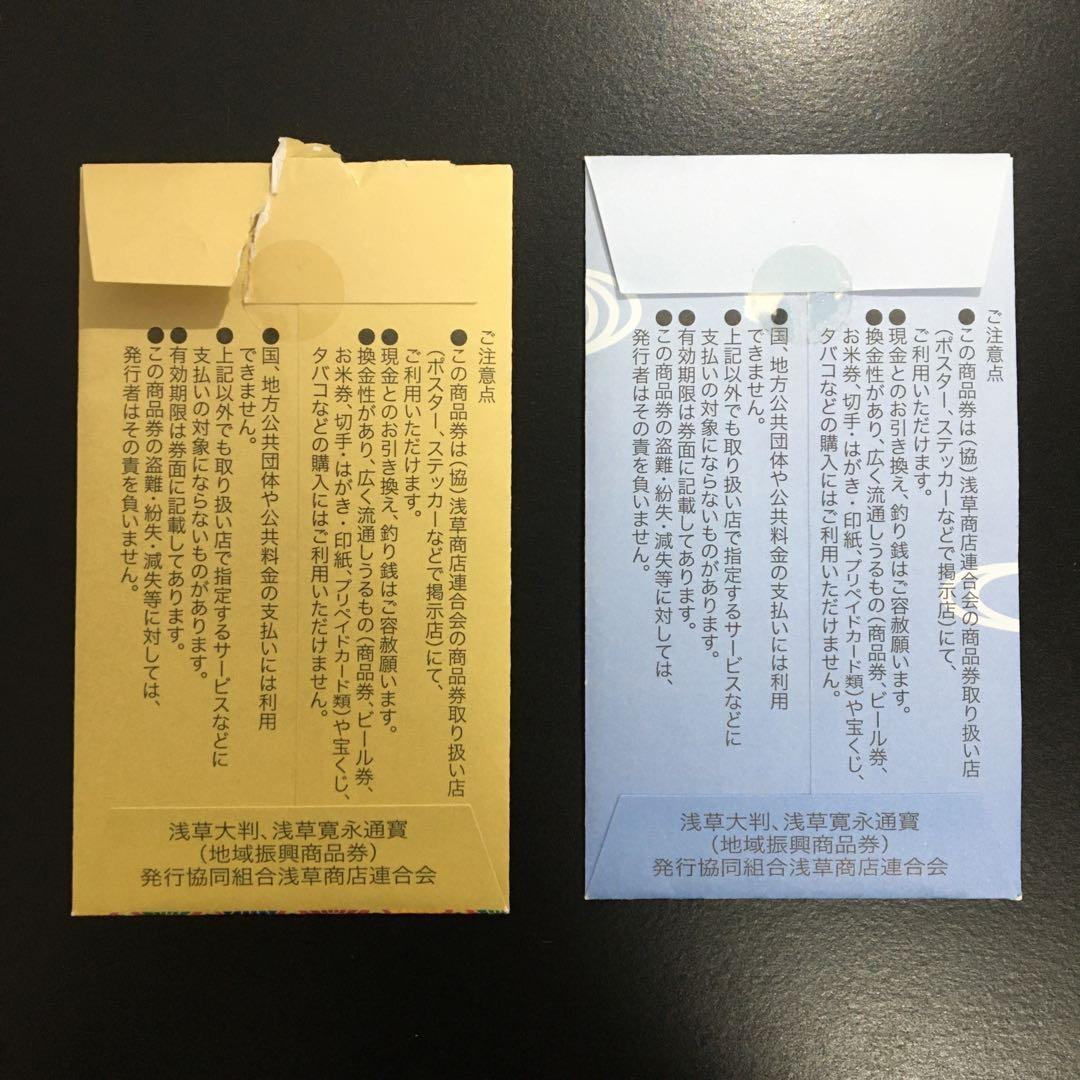 ご注意点
●この商品券は(協)浅草商店連合会の商品券取り扱い店
(ポスター、ステッカーなどで掲示店)にて、
ご利用いただけます。
●現金とのお引き換え、釣り銭はご容赦願います。
●換金性があり、広く流通しうるもの(商品券、ビール券、
お米券、切手・はがき・印紙、プリペイドカード類)や宝くじ、
タバコなどの購入にはご利用いただけません。
●国、地方公共団体や公共料金の支払いには利用
できません。
●上記以外でも取り扱い店で指定するサービスなどに
支払いの対象にならないものがあります。
●有効期限は券面に記載してあります。
●この商品券の盗難・紛失・減失等に対しては、
発行者はその責を負いません。
浅草大判、浅草寛永通寳
(地域振興商品券)
発行協同組合浅草商店連合会
ご注意点
●この商品券は(協)浅草商店連合会の商品券取り扱い店
(ポスター、ステッカーなどで掲示店)にて、
ご利用いただけます。
●現金とのお引き換え、釣り銭はご容赦願います。
●換金性があり、広く流通しうるもの(商品券、ビール券、
お米券、切手・はがき・印紙、プリペイドカード類)や宝くじ、
タバコなどの購入にはご利用いただけません。
●国、地方公共団体や公共料金の支払いには利用
できません。
●上記以外でも取り扱い店で指定するサービスなどに
支払いの対象にならないものがあります。
●有効期限は券面に記載してあります。
●この商品券の盗難・紛失・減失等に対しては、
発行者はその責を負いません。
浅草大判、浅草寛永通寳
(地域振興商品券)
発行協同組合浅草商店連合会